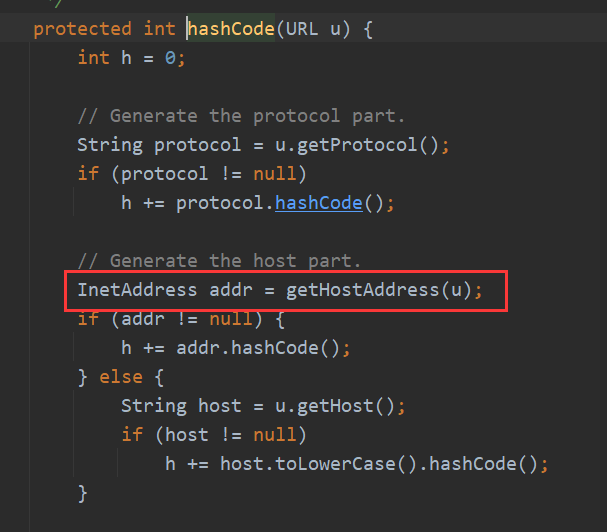 */
protected int hashCode(URL u) {
int h = 0;
// Generate the protocol part.
String protocol = u.getProtocol();
if (protocol != null)
h += protocol.hashCode();
// Generate the host part.
InetAddress addr = getHostAddress(u);
if (addr != null) {
h += addr.hashCode();
} else {
String host = u.getHost();
if (host != null)
h += host.toLowerCase().hashCode();
}